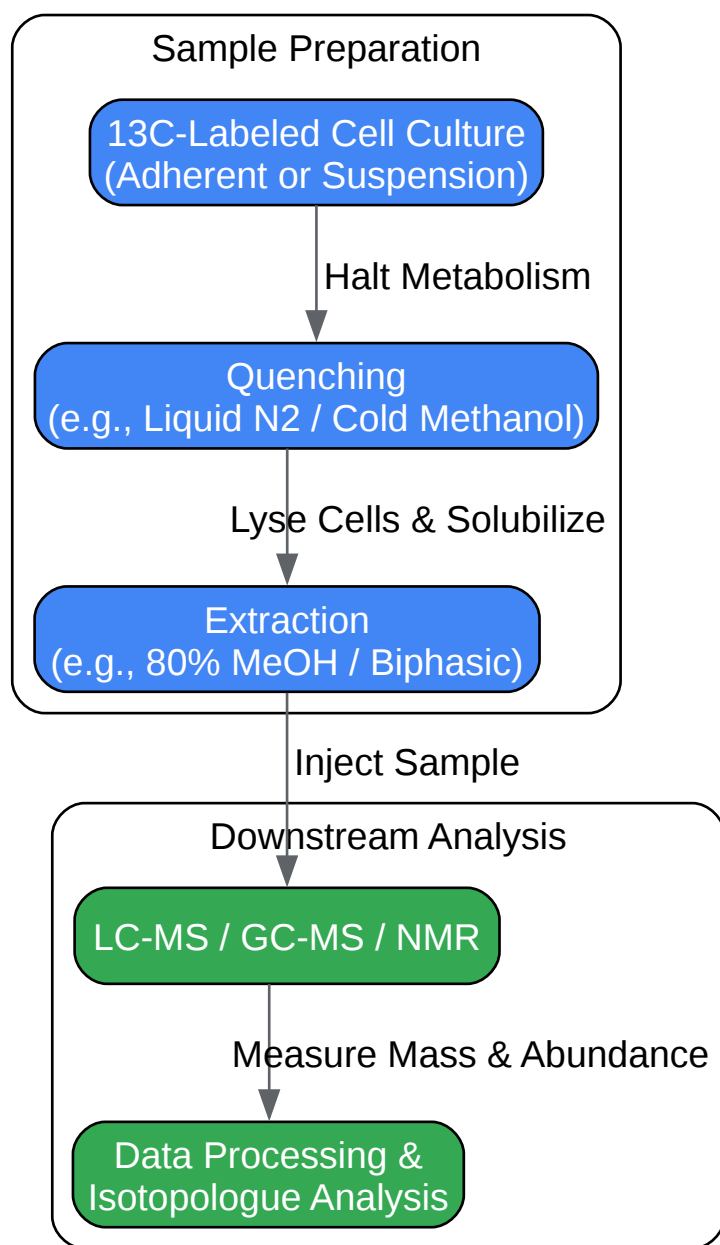 Sample Preparation
13C-Labeled Cell Culture
(Adherent or Suspension)
Halt Metabolism
Quenching
(e.g., Liquid N2 / Cold Methanol)
Lyse Cells & Solubilize
Extraction
(e.g., 80% MeOH / Biphasic)
Inject Sample
Downstream Analysis
LC-MS / GC-MS / NMR
Measure Mass & Abundance
Data Processing &
Isotopologue Analysis